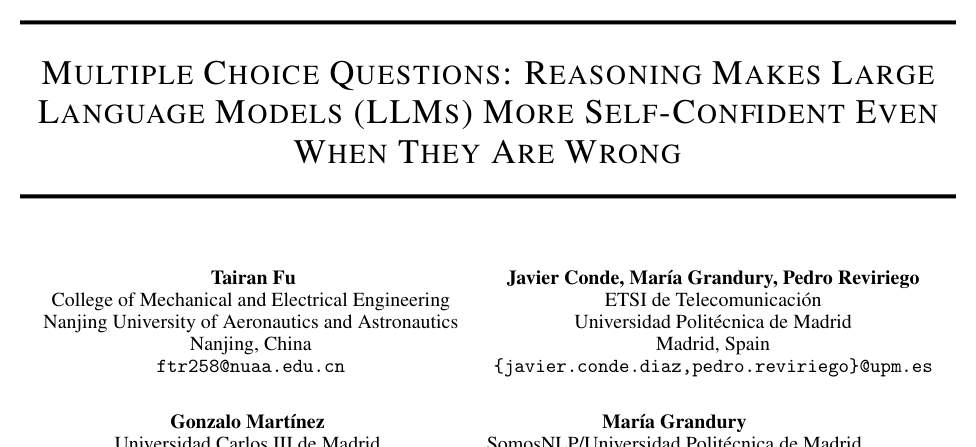 MULTIPLE CHOICE QUESTIONS: REASONING MAKES LARGE
LANGUAGE MODELS (LLMS) MORE SELF-CONFIDENT EVEN
WHEN THEY ARE WRONG
Tairan Fu
College of Mechanical and Electrical Engineering
Nanjing University of Aeronautics and Astronautics
Nanjing, China
ftr258@nuaa.edu.cn
Javier Conde, María Grandury, Pedro Reviriego
ETSI de Telecomunicación
Universidad Politécnica de Madrid
Madrid, Spain
{javier.conde.diaz,pedro.reviriego}@upm.es
Gonzalo Martínez
Universidad Carlos III de Madrid
María Grandury
SomosNLP/Universidad Politécnica de Madrid